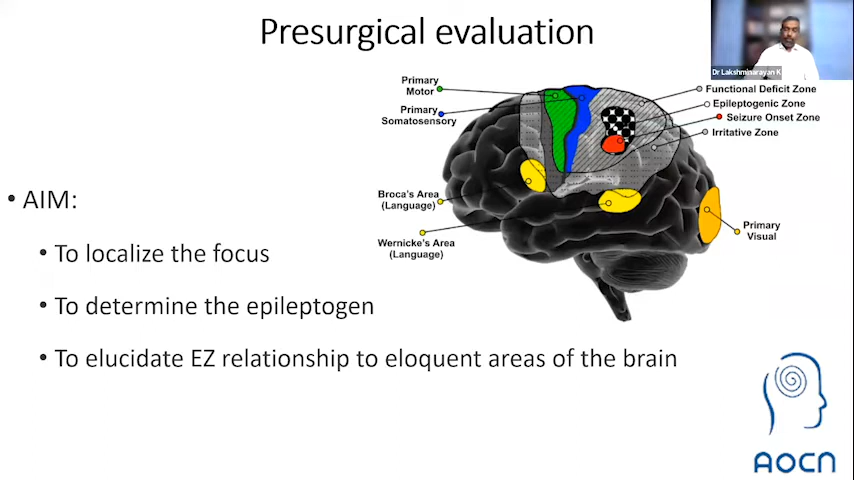 Presurgical evaluation
Dr Lakshminarayan K
Primary
Motor
Primary
Somatosensory
Functional Deficit Zone
Epileptogenic Zone
Seizure Onset Zone
Irritative Zone
• AIM:
Broca's Area
(Language)
Wernicke's Area
(Language)
Primary
Visual
• To localize the focus
• To determine the epileptogen
• To elucidate EZ relationship to eloquent areas of the brain
AOCN